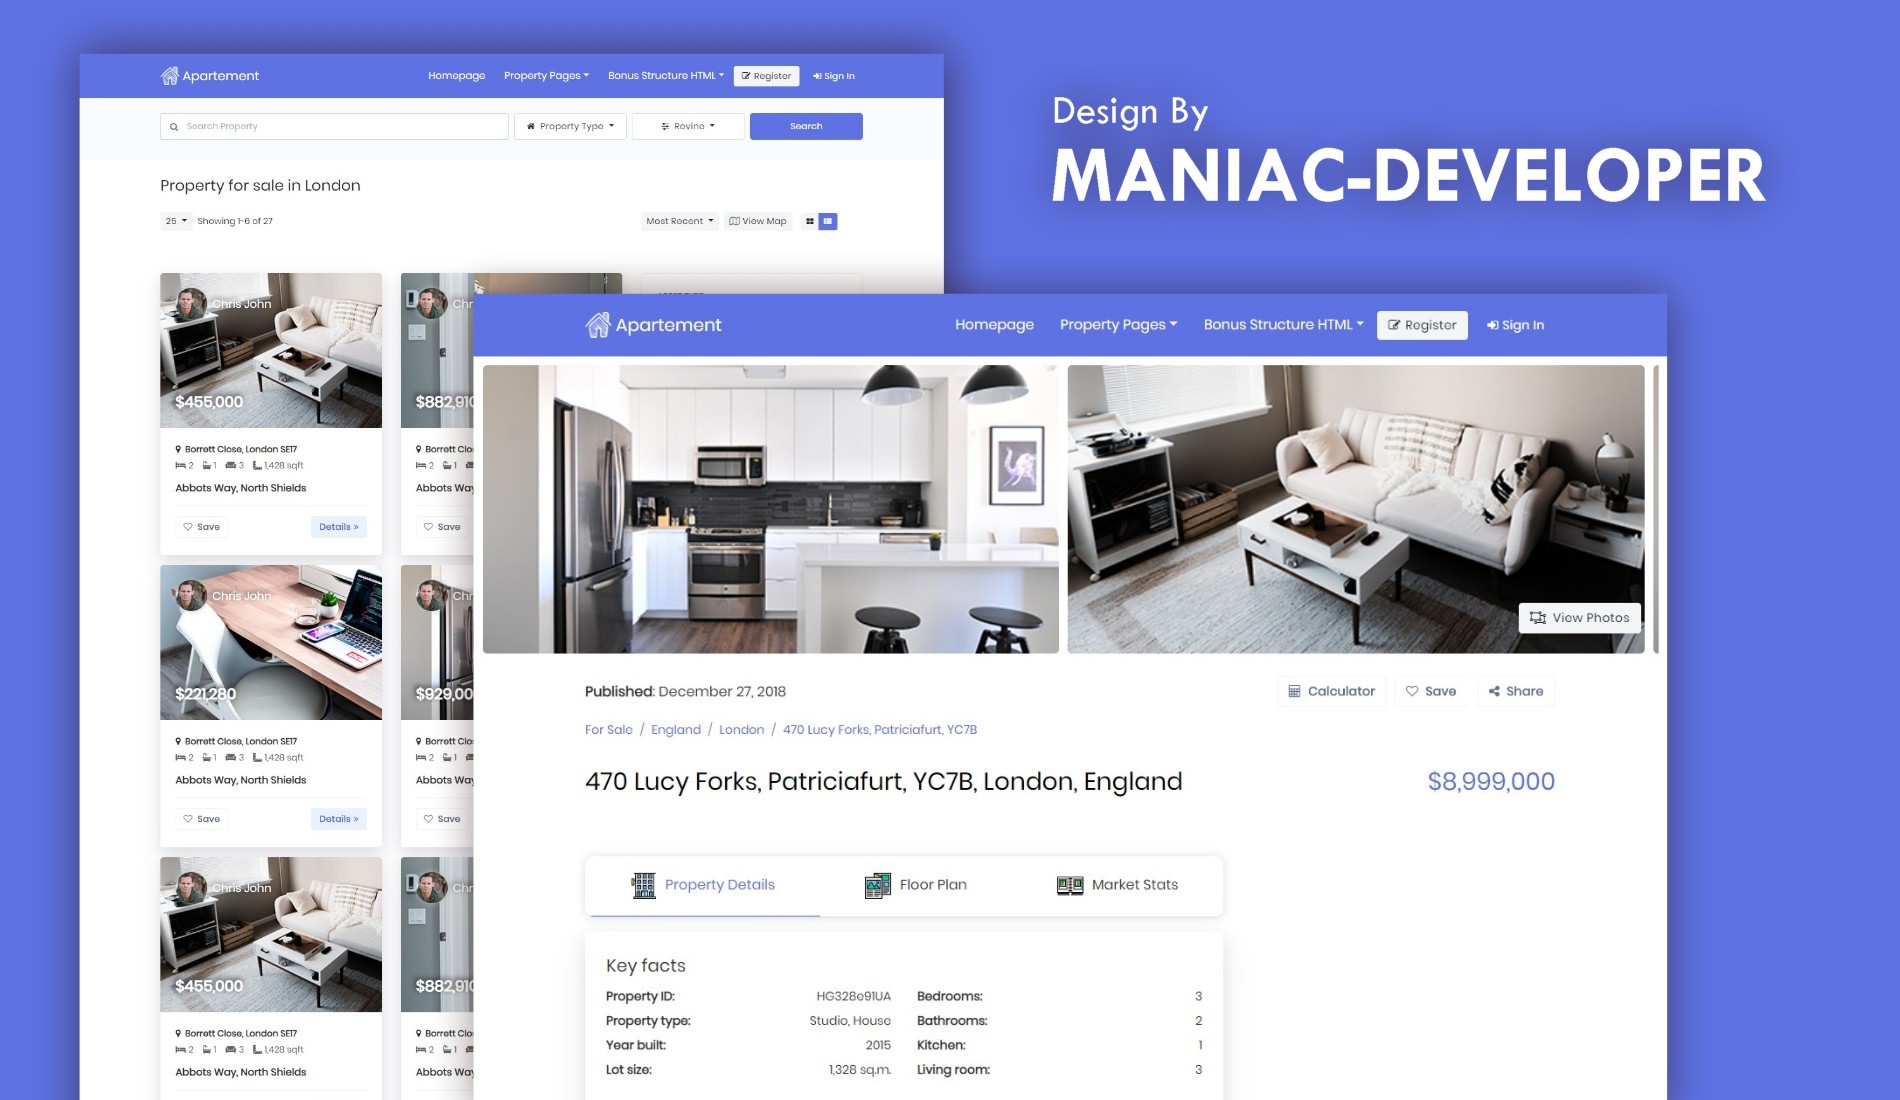 Design By
MANIAC-DEVELOPER
Apartement
Homepage
Property Pages
Bonus Structure HTML
Register
Sign In
Search Property
Property Type
Revine
Search
Property for sale in London
25
Showing 1-6 of 27
Most Recent
View Map
Chris John
$455,000
Borrett Close, London SE17
2 1 3 1,428 sqft
Abbots Way, North Shields
Save
Details »
Chr
$882,910
Borrett Clo
2 1
Abbots Way
Save
Chris John
$221,280
Borrett Close, London SE17
2 1 3 1,428 sqft
Abbots Way, North Shields
Save
Details »
Chr
$929,00
Borrett Clo
2 1
Abbots Way
Save
Chris John
$455,000
Borrett Close, London SE17
2 1 3 1,428 sqft
Abbots Way, North Shields
Chr
$882,910
Borrett Clo
2 1
Abbots Way
Apartement
Homepage
Property Pages
Bonus Structure HTML
Register
Sign In
View Photos
Published: December 27, 2018
Calculator
Save
Share
For Sale / England / London / 470 Lucy Forks, Patriciafurt, YC7B
470 Lucy Forks, Patriciafurt, YC7B, London, England
$8,999,000
Property Details
Floor Plan
Market Stats
Key facts
Property ID: HG328e91UA
Bedrooms: 3
Property type: Studio, House
Bathrooms: 2
Year built: 2015
Kitchen: 1
Lot size: 1,328 sq.m.
Living room: 3